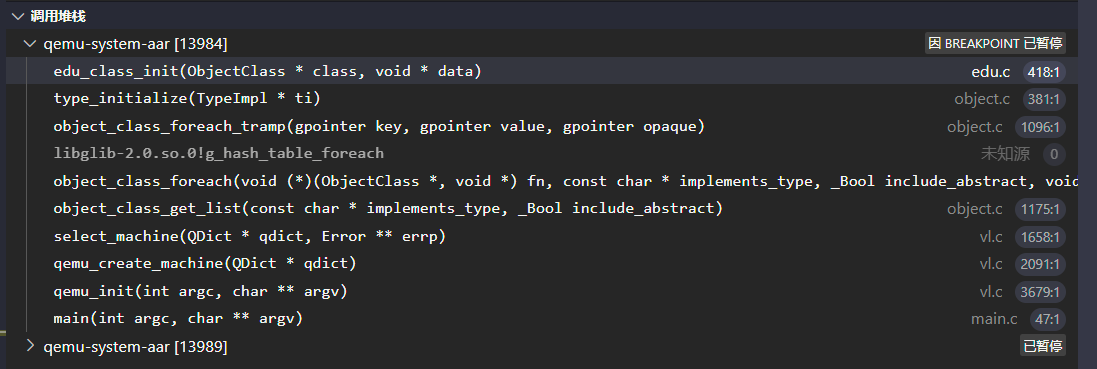 调用堆栈
qemu-system-aar [13984] 因 BREAKPOINT 已暂停
edu_class_init(ObjectClass * class, void * data) edu.c 418:1
type_initialize(TypeImpl * ti) object.c 381:1
object_class_foreach_tramp(gpointer key, gpointer value, gpointer opaque) object.c 1096:1
libglib-2.0.so.0!g_hash_table_foreach 未知源 0
object_class_foreach(void (*)(ObjectClass *, void *) fn, const char * implements_type, _Bool include_abstract, void
object_class_get_list(const char * implements_type, _Bool include_abstract) object.c 1175:1
select_machine(QDict * qdict, Error ** errp) vl.c 1658:1
qemu_create_machine(QDict * qdict) vl.c 2091:1
qemu_init(int argc, char ** argv) vl.c 3679:1
main(int argc, char ** argv) main.c 47:1
qemu-system-aar [13989] 已暂停